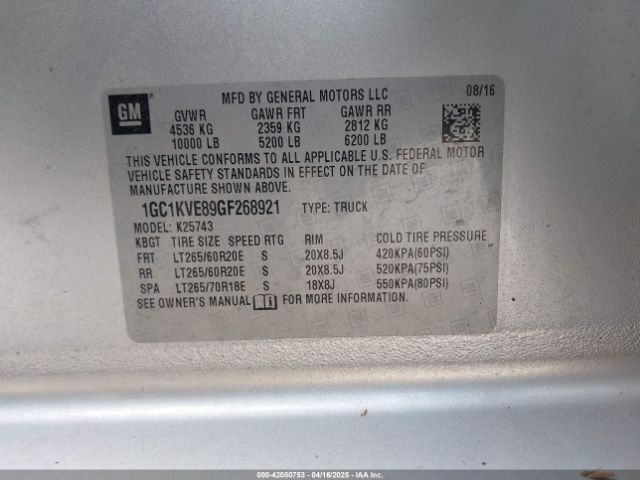 GM
MFD BY GENERAL MOTORS LLC 08/16
GVWR GAWR FRT GAWR RR
4536 KG 2359 KG 2812 KG
10000 LB 5200 LB 6200 LB
THIS VEHICLE CONFORMS TO ALL APPLICABLE U.S. FEDERAL MOTOR
VEHICLE SAFETY STANDARDS IN EFFECT ON THE DATE OF
MANUFACTURE SHOWN ABOVE.
1GC1KVE89GF268921 TYPE: TRUCK
MODEL: K25743
KBGT TIRE SIZE SPEED RTG RIM COLD TIRE PRESSURE
FRT LT265/60R20E S 20X8.5J 420KPA(60PSI)
RR LT265/60R20E S 20X8.5J 520KPA(75PSI)
SPA LT265/70R18E S 18X8J 550KPA(80PSI)
SEE OWNER'S MANUAL FOR MORE INFORMATION.
000-42050753 - 04/16/2025 - IAA Inc.